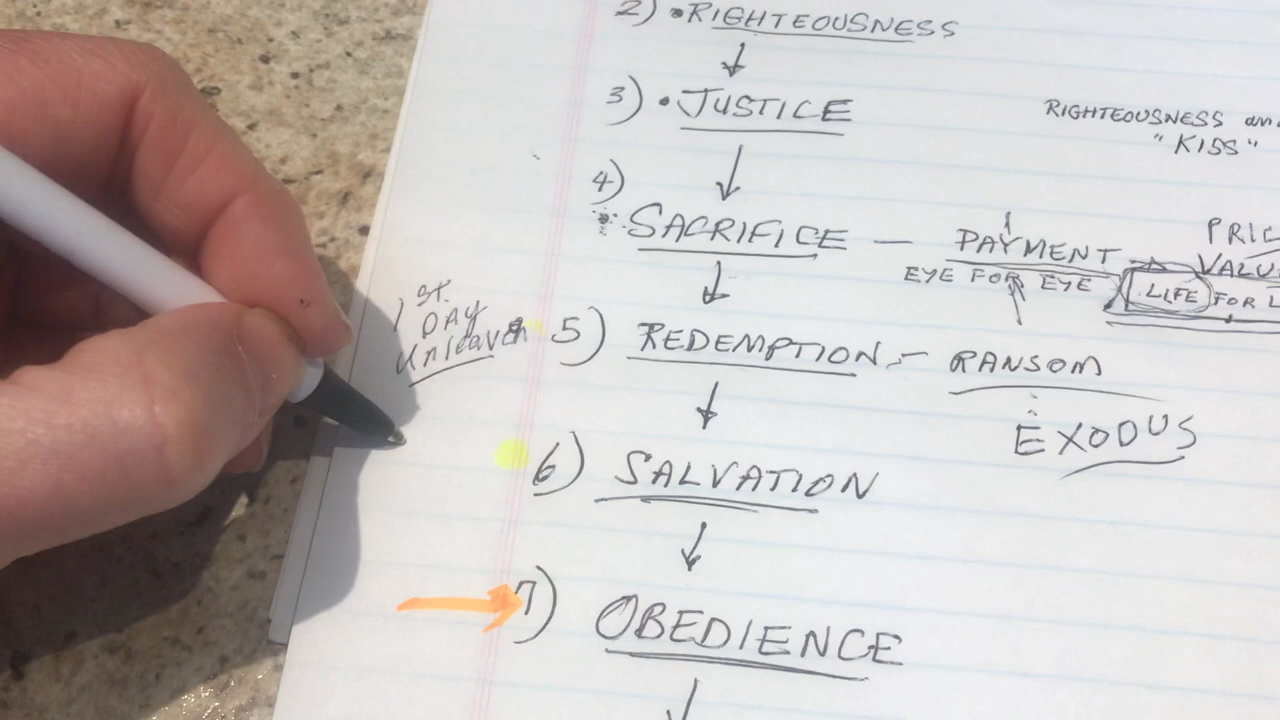 2) •RIGHTEOUSNESS
3) •JUSTICE
RIGHTEOUSNESS
"KISS"
4)
SACRIFICE — PAYMENT
EYE FOR EYE
LIFE FOR
1ST.
DAY
5) REDEMPTION — RANSOM
EXODUS
6) SALVATION
7) OBEDIENCE